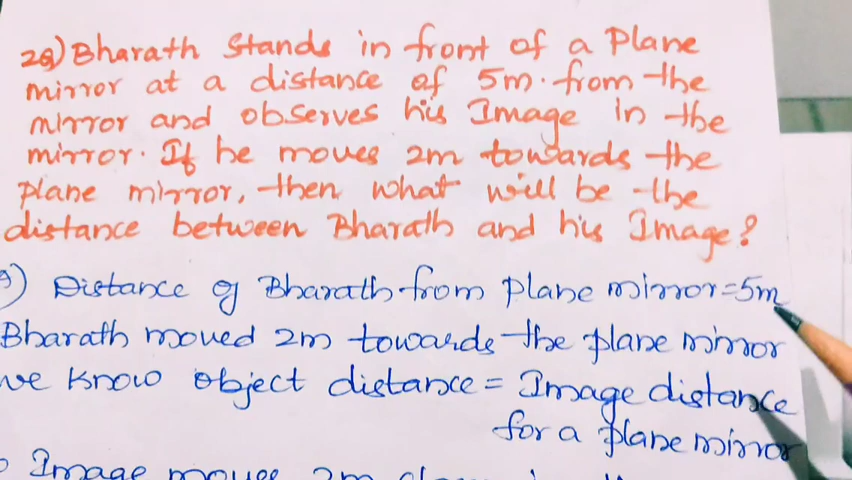 28) Bharath Stands in front of a Plane
mirror at a distance of 5m. from the
mirror and observes his Image in the
mirror. If he moves 2m towards the
plane mirror, then what will be the
distance between Bharath and his Image?
A) Distance of Bharath from plane mirror=5m
Bharath moved 2m towards the plane mirror
we know object distance = Image distance
for a plane mirror
Image moves 2m